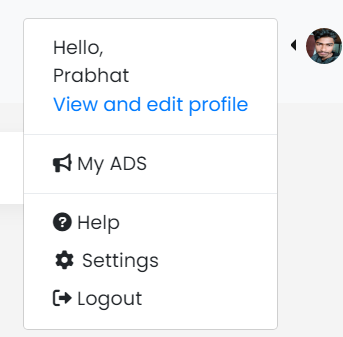 Hello,
Prabhat
View and edit profile
My ADS
Help
Settings
Logout